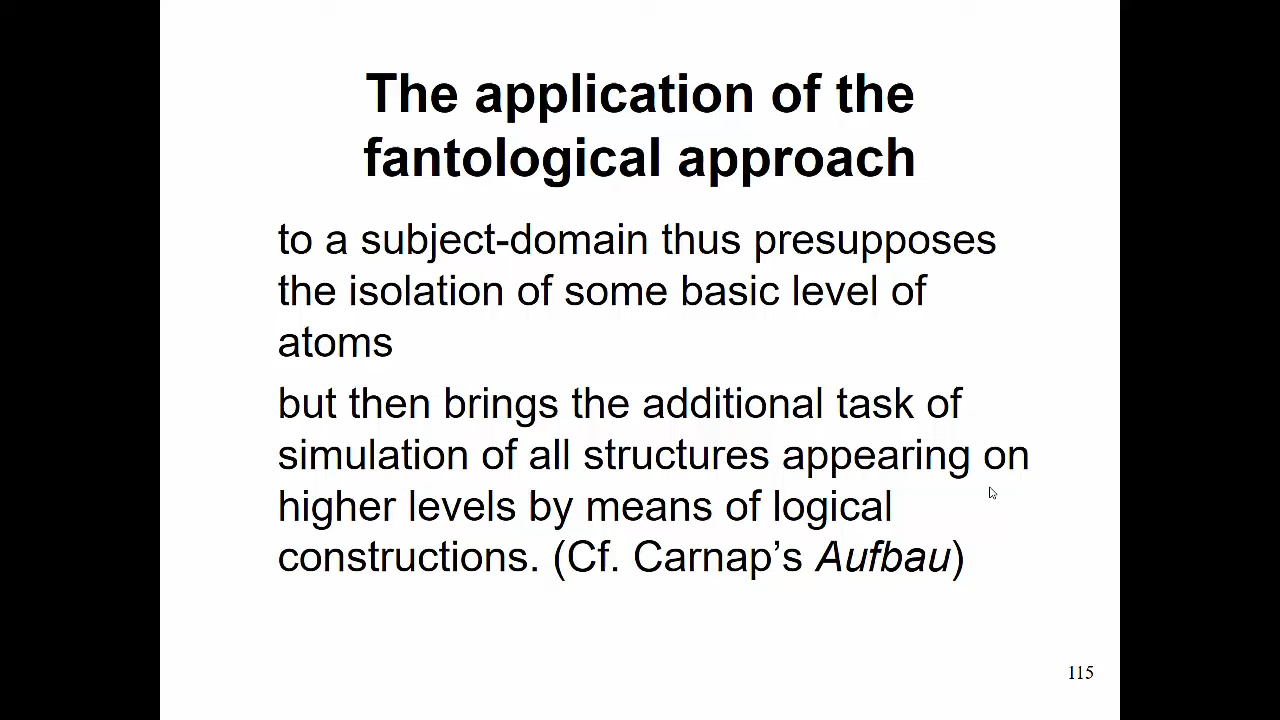 The application of the
fantological approach
to a subject-domain thus presupposes
the isolation of some basic level of
atoms
but then brings the additional task of
simulation of all structures appearing on
higher levels by means of logical
constructions. (Cf. Carnap’s Aufbau)
115